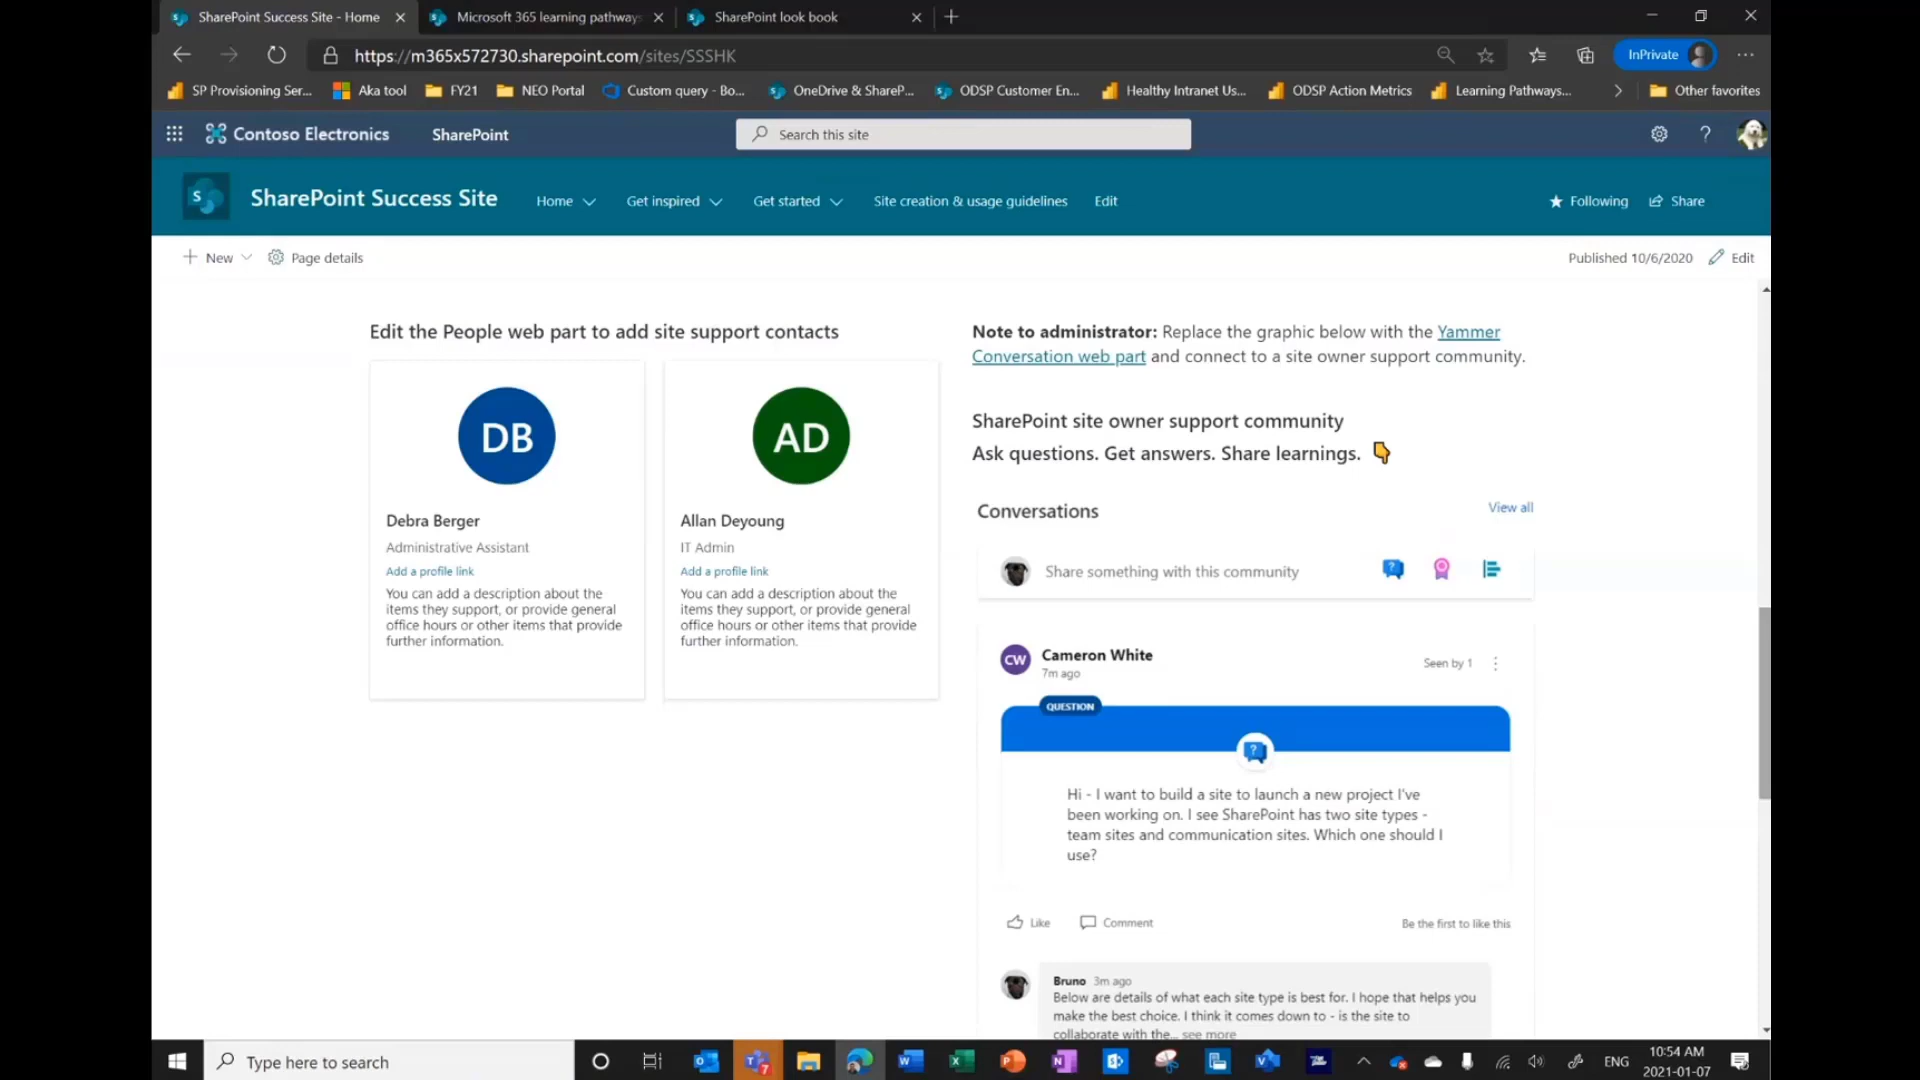 SharePoint Success Site - Home
Microsoft 365 learning pathways
SharePoint look book
https://m365x572730.sharepoint.com/sites/SSSHK
InPrivate
SP Provisioning Ser...
Aka tool
FY21
NEO Portal
Custom query - Bo...
OneDrive & ShareP...
ODSP Customer En...
Healthy Intranet Us...
ODSP Action Metrics
Learning Pathways...
Other favorites
Contoso Electronics
SharePoint
Search this site
?
S
SharePoint Success Site
Home
Get inspired
Get started
Site creation & usage guidelines
Edit
Following
Share
New
Page details
Published 10/6/2020
Edit
Edit the People web part to add site support contacts
DB
Debra Berger
Administrative Assistant
Add a profile link
You can add a description about the
items they support, or provide general
office hours or other items that provide
further information.
AD
Allan Deyoung
IT Admin
Add a profile link
You can add a description about the
items they support, or provide general
office hours or other items that provide
further information.
Note to administrator: Replace the graphic below with the Yammer
Conversation web part and connect to a site owner support community.
SharePoint site owner support community
Ask questions. Get answers. Share learnings.
Conversations
View all
Share something with this community
CW
Cameron White
7m ago
Seen by 1
QUESTION
?
Hi - I want to build a site to launch a new project I've
been working on. I see SharePoint has two site types -
team sites and communication sites. Which one should I
use?
Like
Comment
Be the first to like this
Bruno 3m ago
Below are details of what each site type is best for. I hope that helps you
make the best choice. I think it comes down to - is the site to
collaborate with the... see more
Type here to search
7
ENG
10:54 AM
2021-01-07